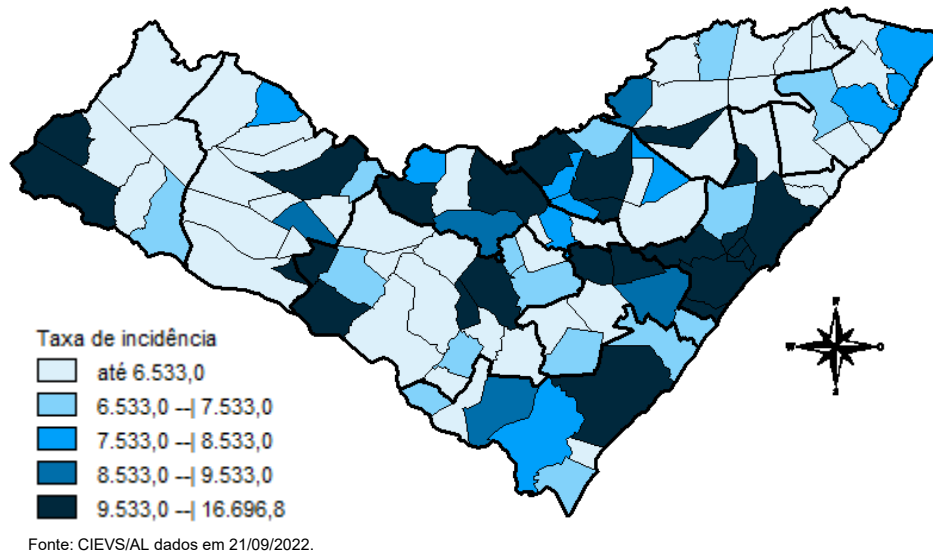 Taxa de incidência
até 6.533,0
6.533,0 --| 7.533,0
7.533,0 --| 8.533,0
8.533,0 --| 9.533,0
9.533,0 --| 16.696,8
Fonte: CIEVS/AL dados em 21/09/2022.